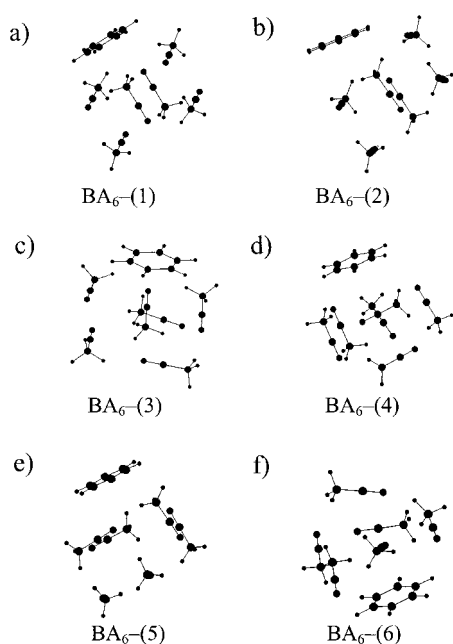 a)
b)
BA₆–(1)
BA₆–(2)
c)
d)
BA₆–(3)
BA₆–(4)
e)
f)
BA₆–(5)
BA₆–(6)